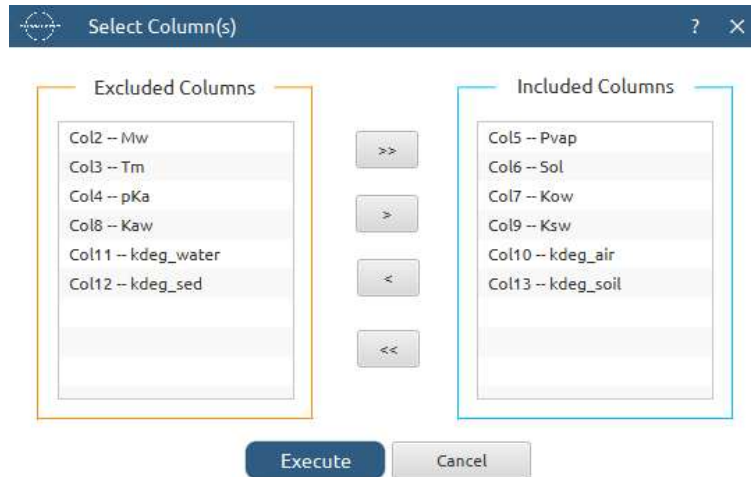 Select Column(s)
? ×
Excluded Columns
Col2 -- Mw
Col3 -- Tm
Col4 -- pKa
Col8 -- Kaw
Col11 -- kdeg_water
Col12 -- kdeg_sed
>>
>
<
<<
Included Columns
Col5 -- Pvap
Col6 -- Sol
Col7 -- Kow
Col9 -- Ksw
Col10 -- kdeg_air
Col13 -- kdeg_soil
Execute
Cancel